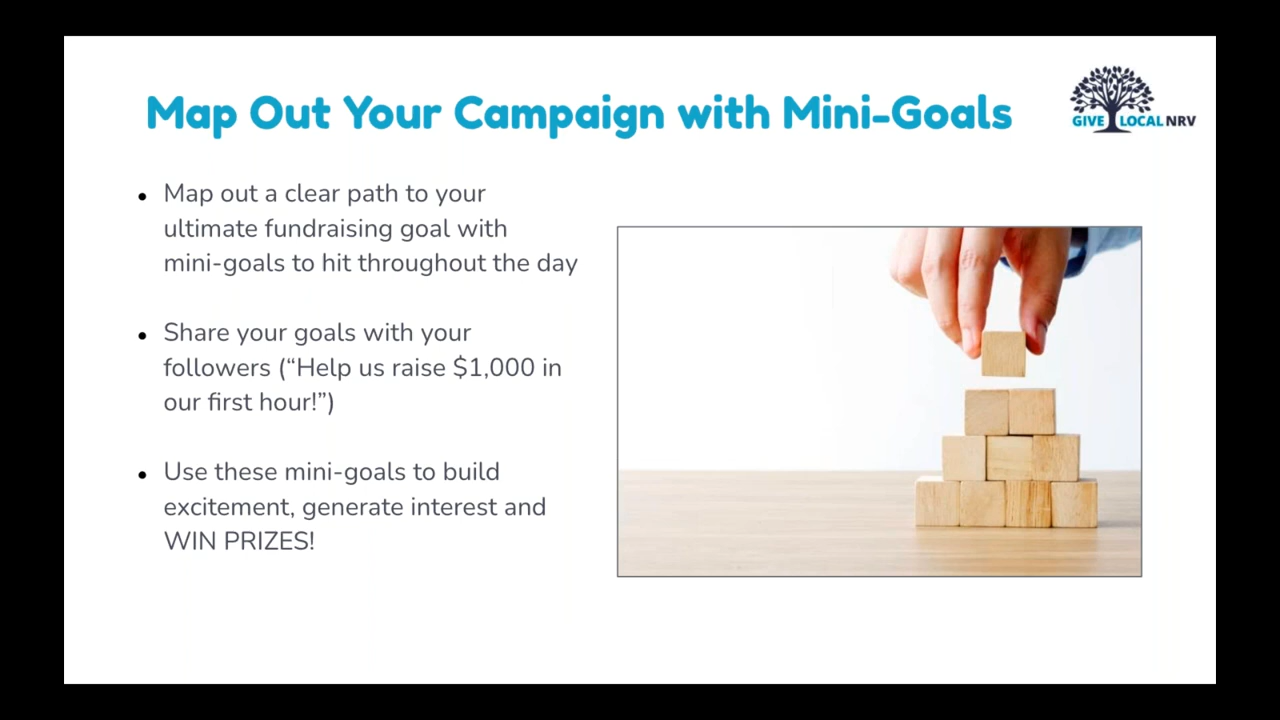 Map Out Your Campaign with Mini-Goals
GIVE LOCAL NRV
• Map out a clear path to your
ultimate fundraising goal with
mini-goals to hit throughout the day
• Share your goals with your
followers (“Help us raise $1,000 in
our first hour!”)
• Use these mini-goals to build
excitement, generate interest and
WIN PRIZES!